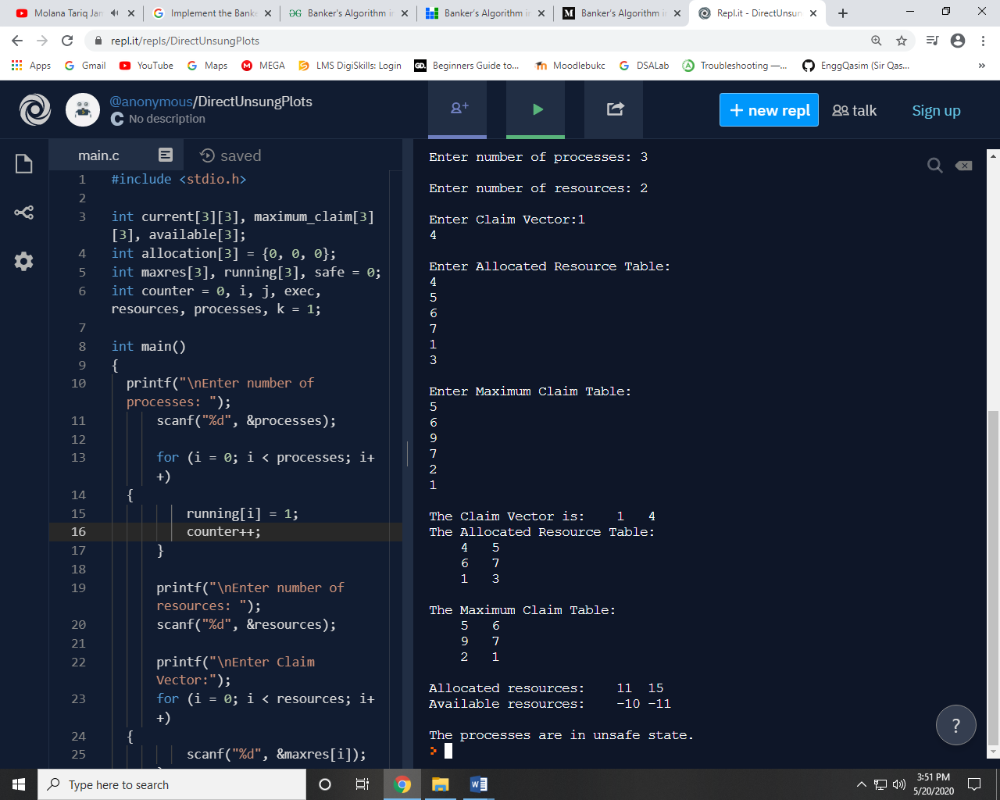 Molana Tariq Jam
Implement the Banke
Banker's Algorithm in
Banker's Algorithm in
Banker's Algorithm in
Repl.it - DirectUnsun
repl.it/repls/DirectUnsungPlots
Apps
Gmail
YouTube
Maps
MEGA
LMS DigiSkills: Login
GD.
Beginners Guide to...
Moodlebukc
DSALab
Troubleshooting —...
EnggQasim (Sir Qas...
»
@anonymous/DirectUnsungPlots
C No description
+ new repl
talk
Sign up
main.c
saved
1 #include <stdio.h>
2
3 int current[3][3], maximum_claim[3]
[3], available[3];
4 int allocation[3] = {0, 0, 0};
5 int maxres[3], running[3], safe = 0;
6 int counter = 0, i, j, exec,
resources, processes, k = 1;
7
8 int main()
9 {
10 printf("\nEnter number of
processes: ");
11 scanf("%d", &processes);
12
13 for (i = 0; i < processes; i+
+)
14 {
15 running[i] = 1;
16 counter++;
17 }
18
19 printf("\nEnter number of
resources: ");
20 scanf("%d", &resources);
21
22 printf("\nEnter Claim
Vector:");
23 for (i = 0; i < resources; i+
+)
24 {
25 scanf("%d", &maxres[i]);
Enter number of processes: 3
Enter number of resources: 2
Enter Claim Vector:1
4
Enter Allocated Resource Table:
4
5
6
7
1
3
Enter Maximum Claim Table:
5
6
9
7
2
1
The Claim Vector is: 1 4
The Allocated Resource Table:
4 5
6 7
1 3
The Maximum Claim Table:
5 6
9 7
2 1
Allocated resources: 11 15
Available resources: -10 -11
The processes are in unsafe state.
>
?
Type here to search
3:51 PM
5/20/2020